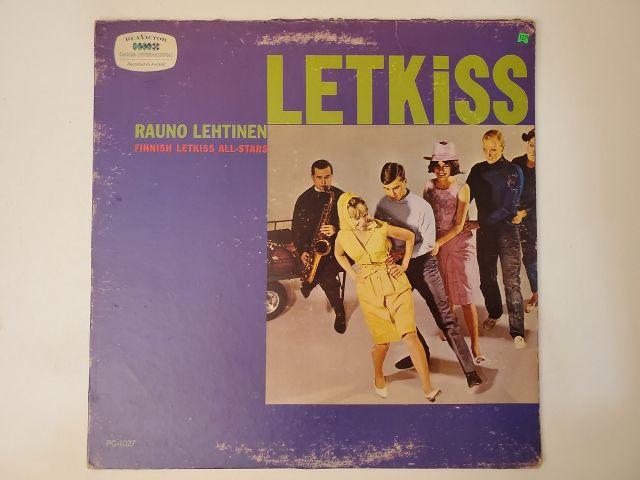 RCA VICTOR
LETKiSS
RAUNO LEHTINEN
FINNISH LETKISS ALL-STARS
PC-1027